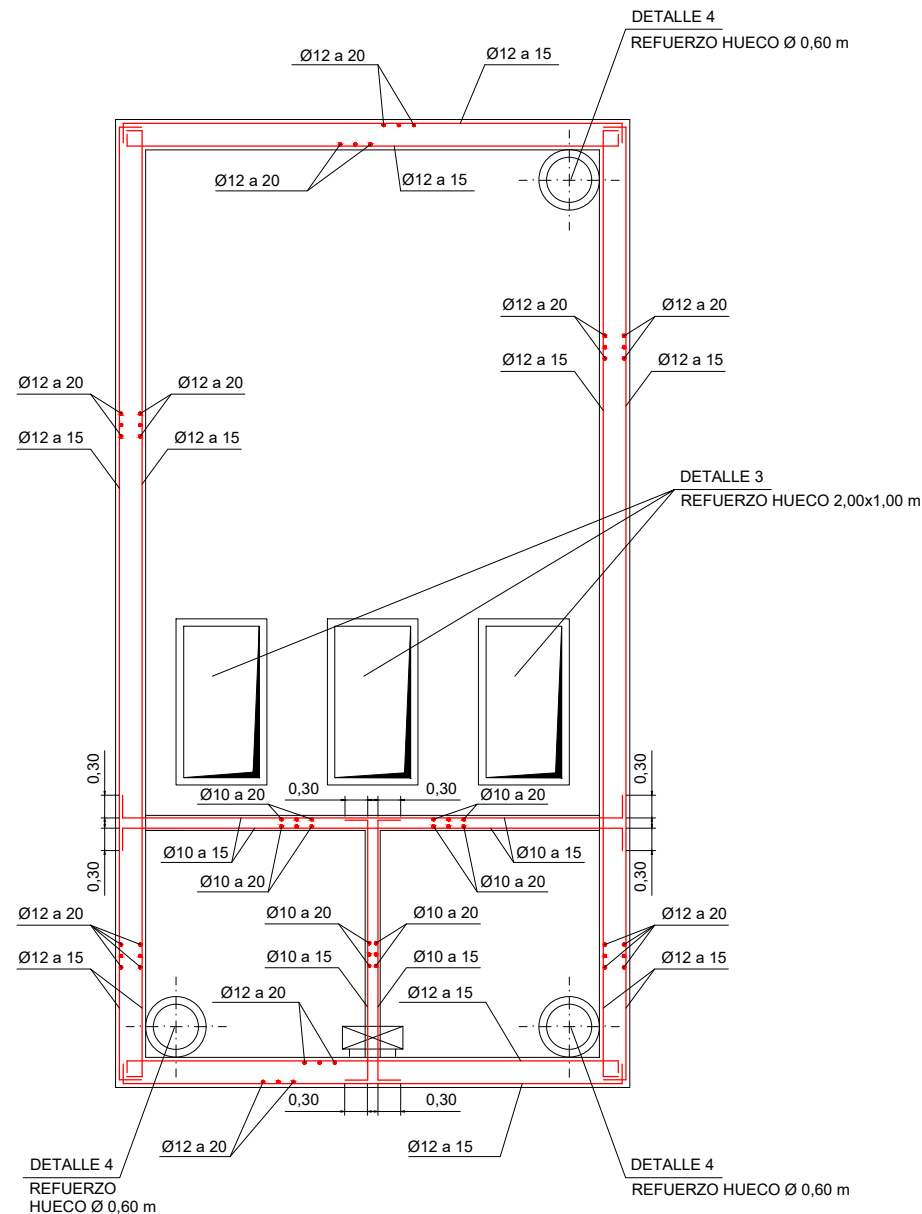 DETALLE 4
REFUERZO HUECO Ø 0,60 m
Ø12 a 20
Ø12 a 15
Ø12 a 20
Ø12 a 15
Ø12 a 20
Ø12 a 20
Ø12 a 15
Ø12 a 15
Ø12 a 20
Ø12 a 20
Ø12 a 15
Ø12 a 15
DETALLE 3
REFUERZO HUECO 2,00x1,00 m
0,30
0,30
0,30
0,30
Ø10 a 20
Ø10 a 20
Ø10 a 15
Ø10 a 15
0,30
0,30
Ø10 a 20
Ø10 a 20
Ø12 a 20
Ø10 a 20
Ø10 a 20
Ø12 a 20
Ø12 a 15
Ø10 a 15
Ø10 a 15
Ø12 a 15
Ø12 a 20
Ø12 a 15
0,30
0,30
Ø12 a 20
Ø12 a 15
DETALLE 4
REFUERZO
HUECO Ø 0,60 m
DETALLE 4
REFUERZO HUECO Ø 0,60 m